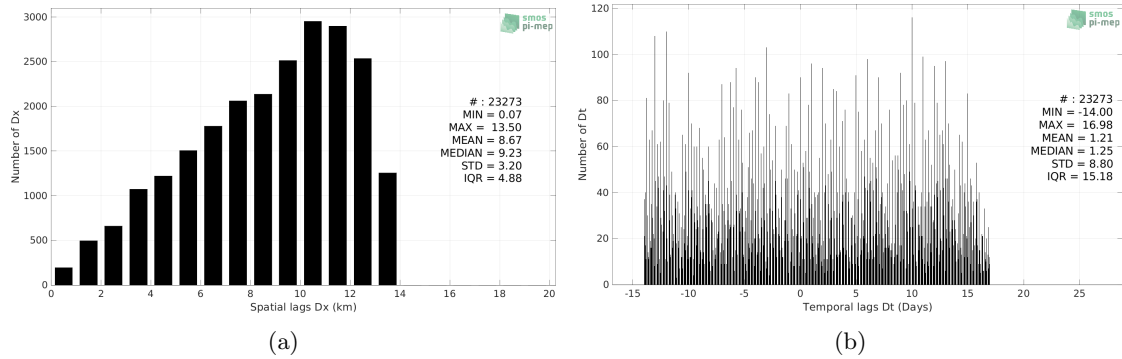 3000
2500
2000
1500
1000
500
0
Number of Dx
0 2 4 6 8 10 12 14 16 18 20
Spatial lags Dx (km)
smos
pi-mep
# : 23273
MIN = 0.07
MAX = 13.50
MEAN = 8.67
MEDIAN = 9.23
STD = 3.20
IQR = 4.88
(a)
120
100
80
60
40
20
0
Number of Dt
-15 -10 -5 0 5 10 15 20 25
Temporal lags Dt (Days)
smos
pi-mep
# : 23273
MIN = -14.00
MAX = 16.98
MEAN = 1.21
MEDIAN = 1.25
STD = 8.80
IQR = 15.18
(b)